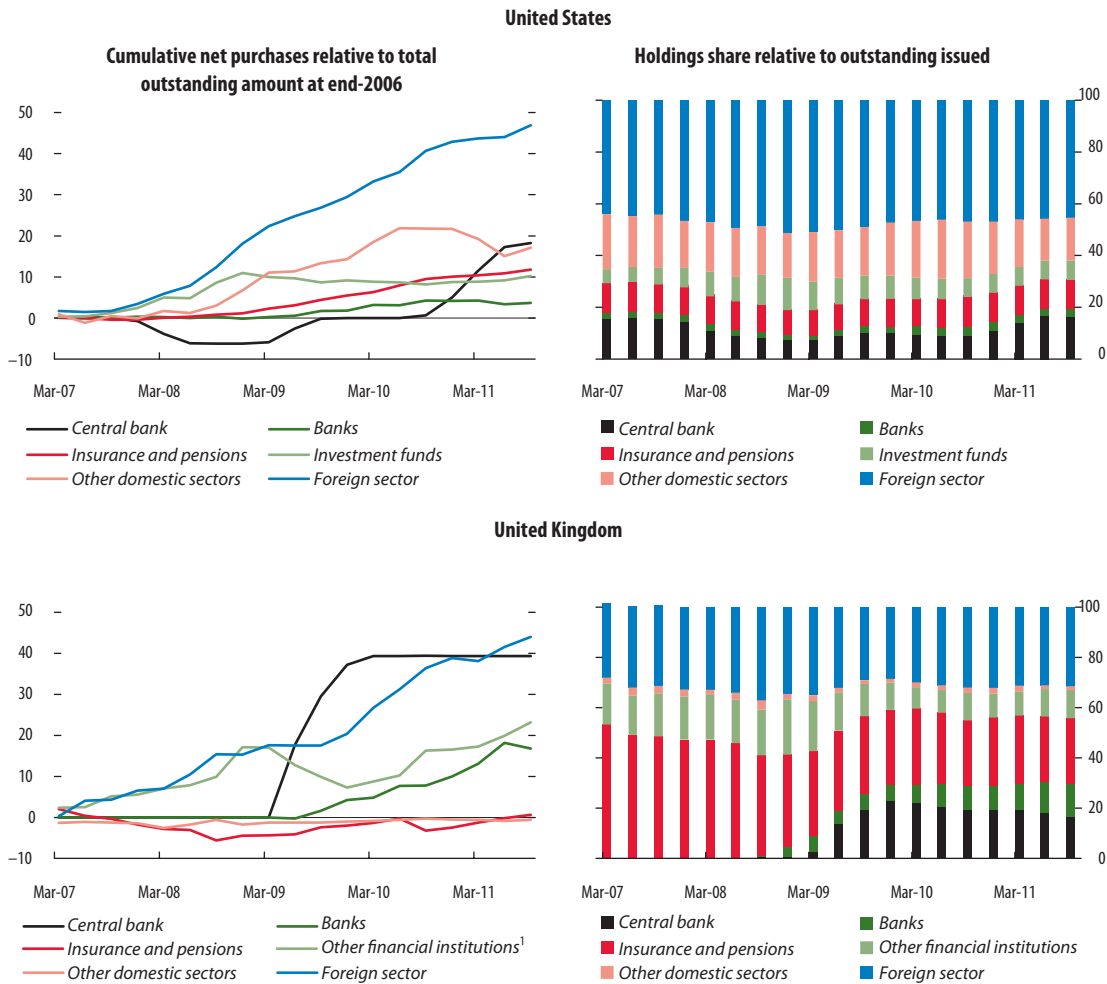 United States
Cumulative net purchases relative to total
outstanding amount at end-2006
50
40
30
20
10
0
−10
Mar-07 Mar-08 Mar-09 Mar-10 Mar-11
Central bank Banks
Insurance and pensions Investment funds
Other domestic sectors Foreign sector
Holdings share relative to outstanding issued
100
80
60
40
20
0
Mar-07 Mar-08 Mar-09 Mar-10 Mar-11
Central bank Banks
Insurance and pensions Investment funds
Other domestic sectors Foreign sector
United Kingdom
50
40
30
20
10
0
−10
Mar-07 Mar-08 Mar-09 Mar-10 Mar-11
Central bank Banks
Insurance and pensions Other financial institutions¹
Other domestic sectors Foreign sector
100
80
60
40
20
0
Mar-07 Mar-08 Mar-09 Mar-10 Mar-11
Central bank Banks
Insurance and pensions Other financial institutions
Other domestic sectors Foreign sector